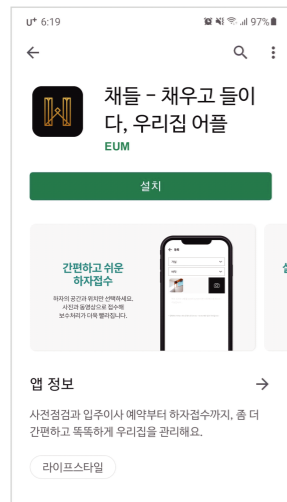 U+ 6:19 97%
채들 - 채우고 들이
다, 우리집 어플
EUM
설치
간편하고 쉬운
하자접수
하자의 공간과 위치만 선택하세요.
사진과 동영상으로 접수해
보수처리가 더욱 빨라집니다.
앱 정보
사전점검과 입주이사 예약부터 하자접수까지, 좀 더
간편하고 똑똑하게 우리집을 관리해요.
라이프스타일